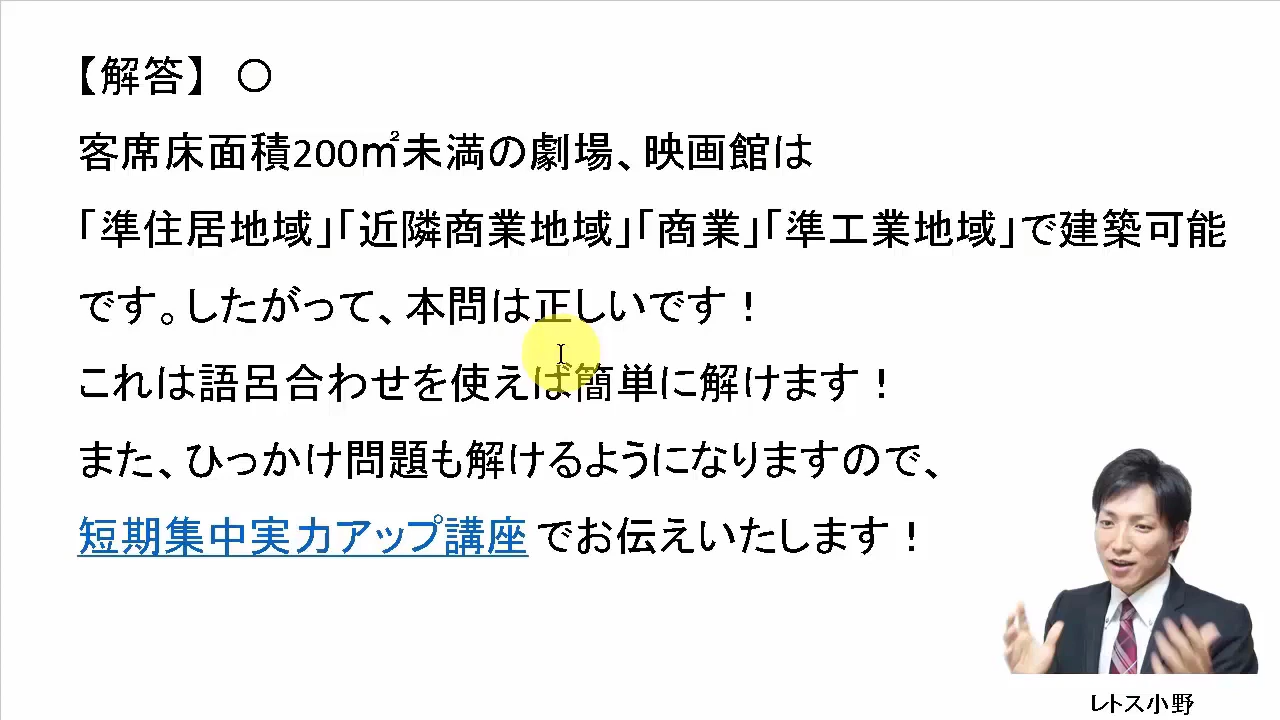 【解答】 ○
客席床面積200㎡未満の劇場、映画館は
「準住居地域」「近隣商業地域」「商業」「準工業地域」で建築可能
です。したがって、本問は正しいです！
これは語呂合わせを使えば簡単に解けます！
また、ひっかけ問題も解けるようになりますので、
短期集中実力アップ講座でお伝えいたします！
レトス小野